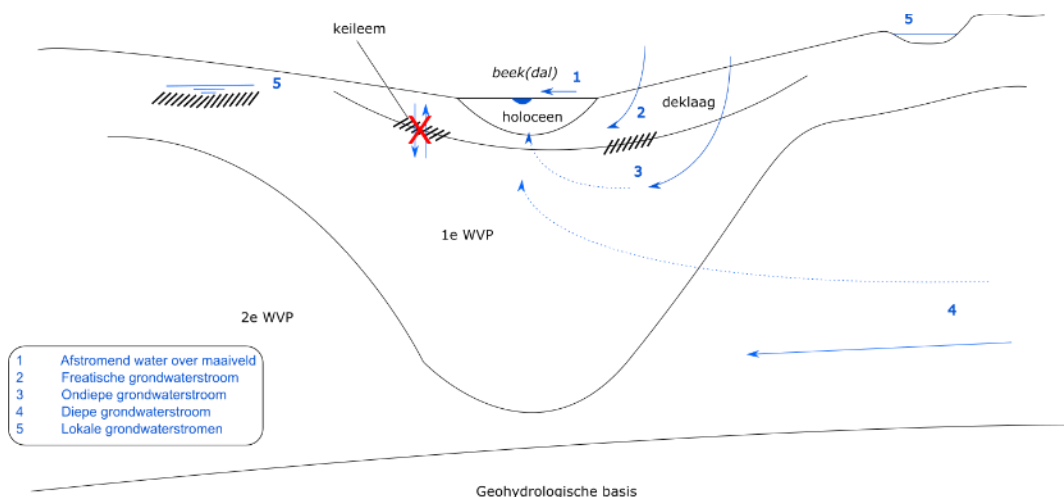 5
keileem
beek(dal)
1
5
2
deklaag
holoceen
3
1e WVP
4
2e WVP
1 Afstromend water over maaiveld
2 Freatische grondwaterstroom
3 Ondiepe grondwaterstroom
4 Diepe grondwaterstroom
5 Lokale grondwaterstromen
Geohydrologische basis